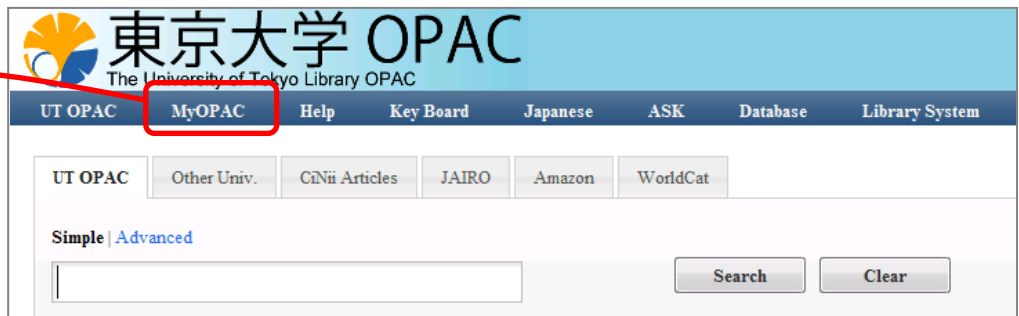 東京大学 OPAC
The University of Tokyo Library OPAC
UT OPAC MyOPAC Help Key Board Japanese ASK Database Library System
UT OPAC Other Univ. CiNii Articles JAIRO Amazon WorldCat
Simple | Advanced
Search Clear